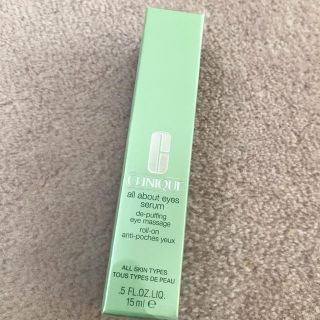 CLINIQUE
all about eyes
serum
de-puffing
eye massage
roll-on
anti-poches yeux
ALL SKIN TYPES
TOUS TYPES DE PEAU
.5 FL.OZ.LIQ.
15 ml ℮